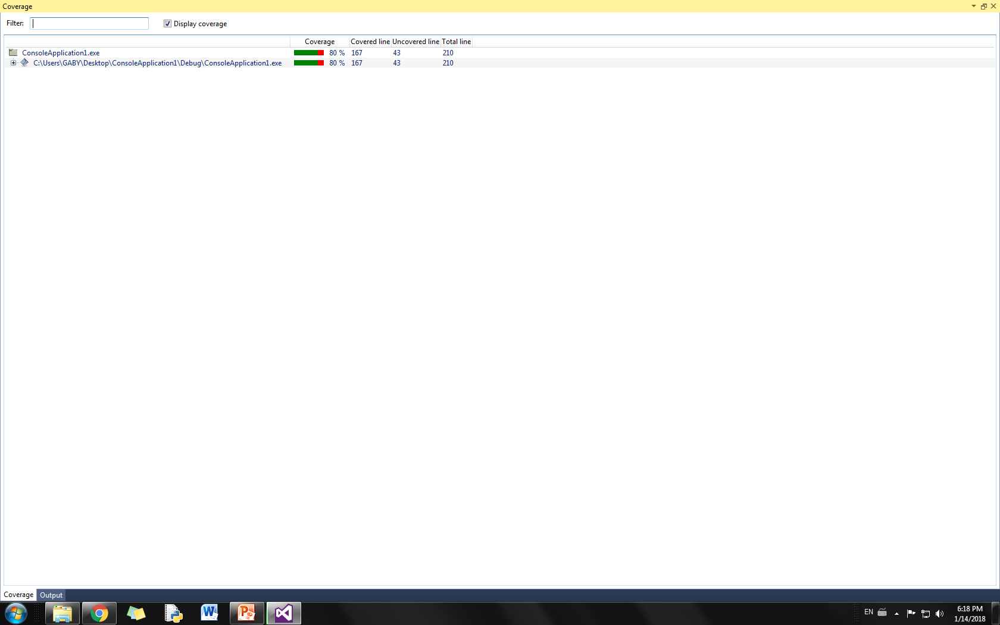 Coverage
Filter: Display coverage
Coverage Covered line Uncovered line Total line
ConsoleApplication1.exe 80 % 167 43 210
C:\Users\GABY\Desktop\ConsoleApplication1\Debug\ConsoleApplication1.exe 80 % 167 43 210
Coverage Output
EN 6:18 PM
1/14/2018